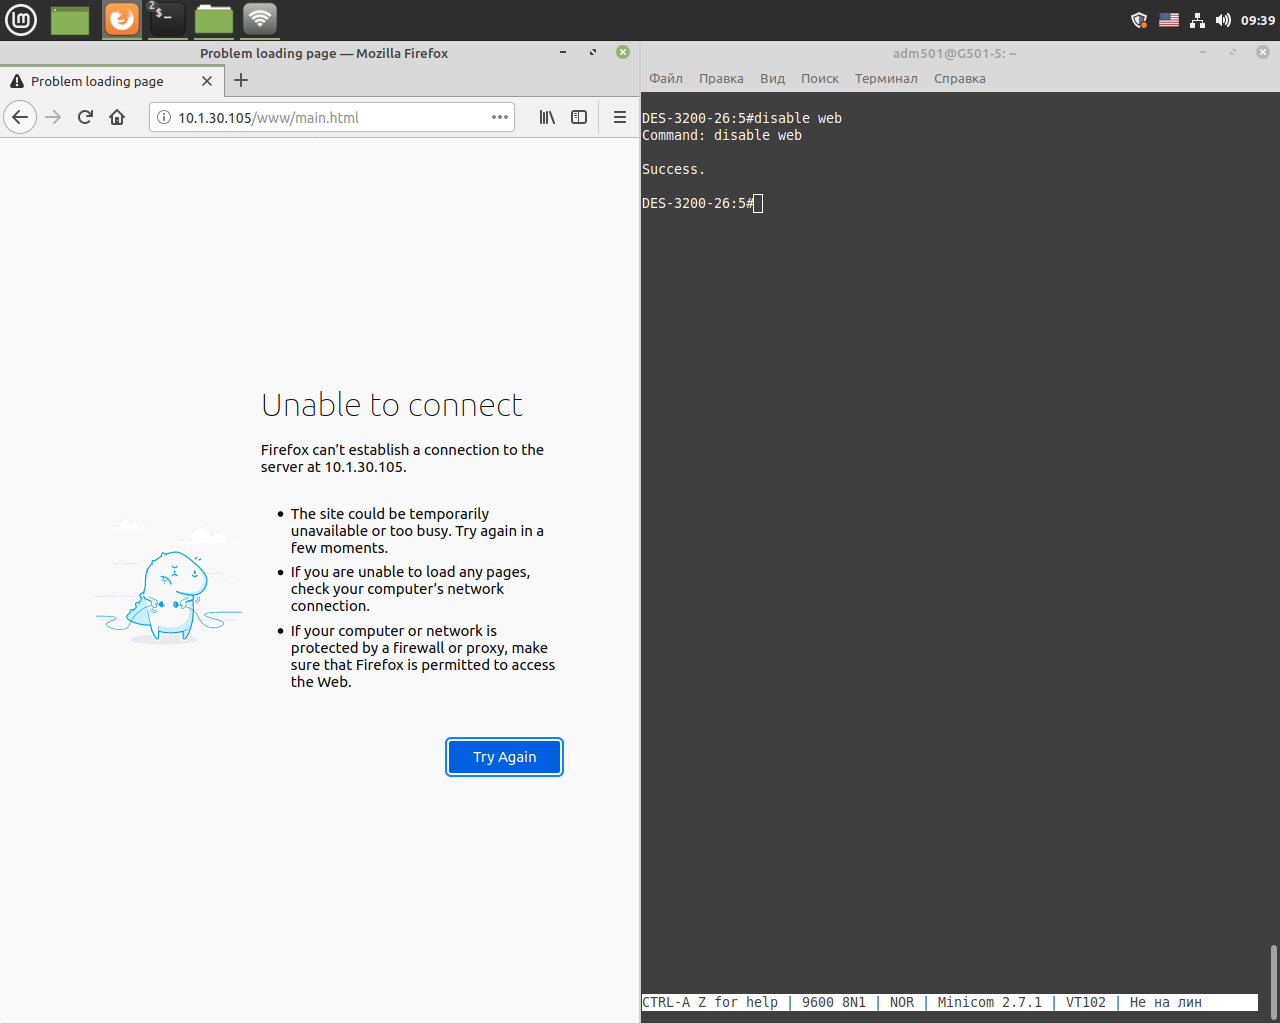 2
$_
09:39
Problem loading page — Mozilla Firefox
Problem loading page
10.1.30.105/www/main.html
Unable to connect
Firefox can’t establish a connection to the
server at 10.1.30.105.
The site could be temporarily
unavailable or too busy. Try again in a
few moments.
If you are unable to load any pages,
check your computer’s network
connection.
If your computer or network is
protected by a firewall or proxy, make
sure that Firefox is permitted to access
the Web.
Try Again
adm501@G501-5: ~
Файл Правка Вид Поиск Терминал Справка
DES-3200-26:5#disable web
Command: disable web
Success.
DES-3200-26:5#
CTRL-A Z for help | 9600 8N1 | NOR | Minicom 2.7.1 | VT102 | Не на лин